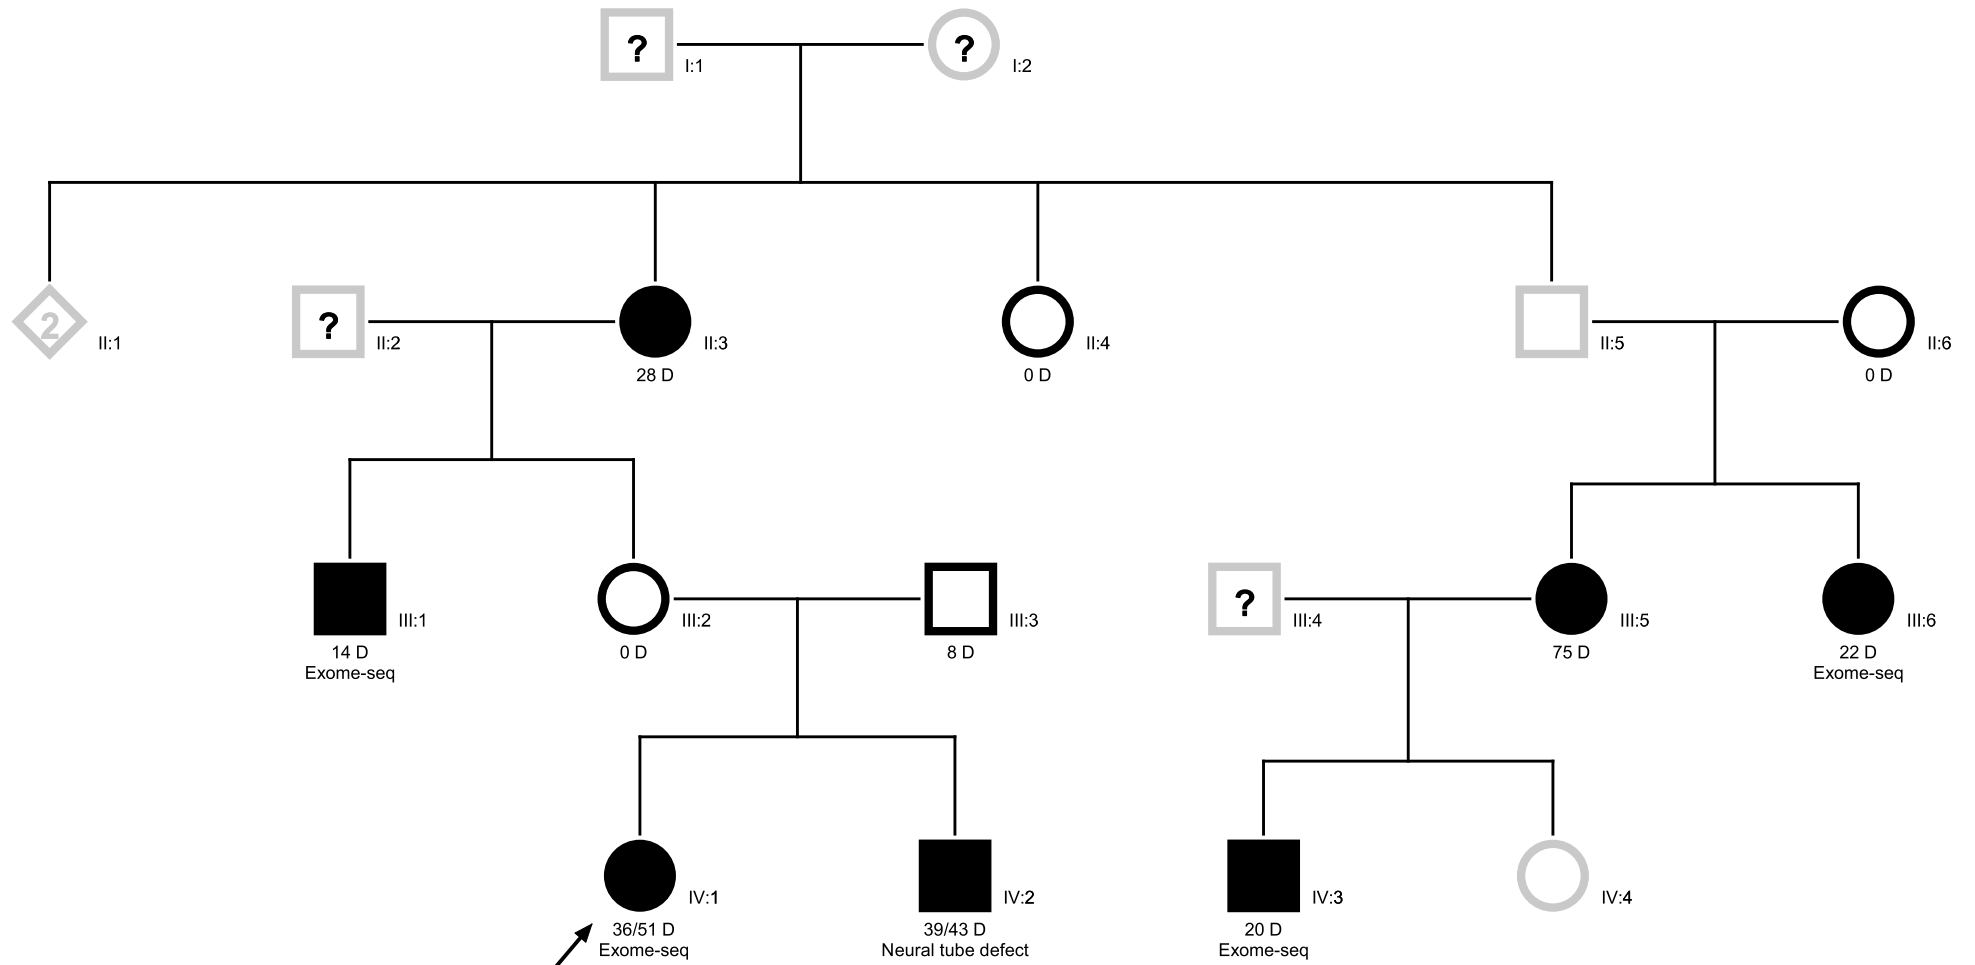 ?
I:1
?
I:2
2
II:1
?
II:2
II:3
28 D
II:4
0 D
II:5
II:6
0 D
III:1
14 D
Exome-seq
III:2
0 D
III:3
8 D
?
III:4
III:5
75 D
III:6
22 D
Exome-seq
IV:1
36/51 D
Exome-seq
IV:2
39/43 D
Neural tube defect
IV:3
20 D
Exome-seq
IV:4